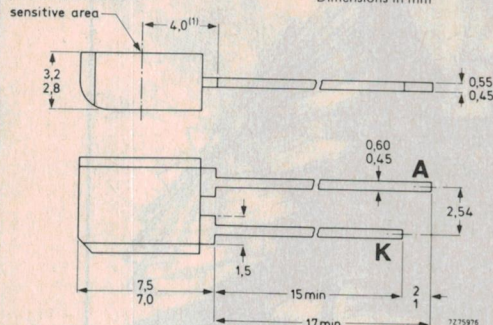 Dimensions in mm
sensitive area
4,0(1)
3,2
2,8
0,55
0,45
0,60
0,45
A
2,54
K
1,5
7,5
7,0
15 min
2
1
17 min
7Z75976